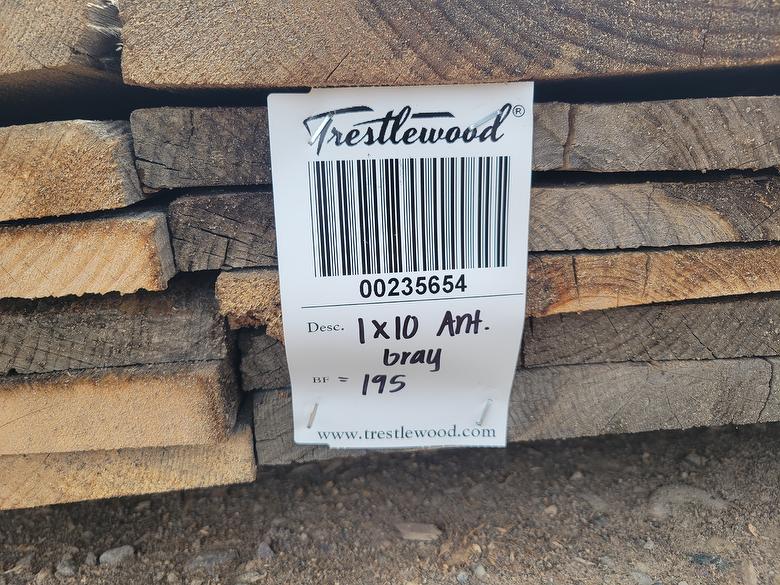 Trestlewood®
00235654
Desc. 1x10 Ant.
Gray
BF = 195
www.trestlewood.com